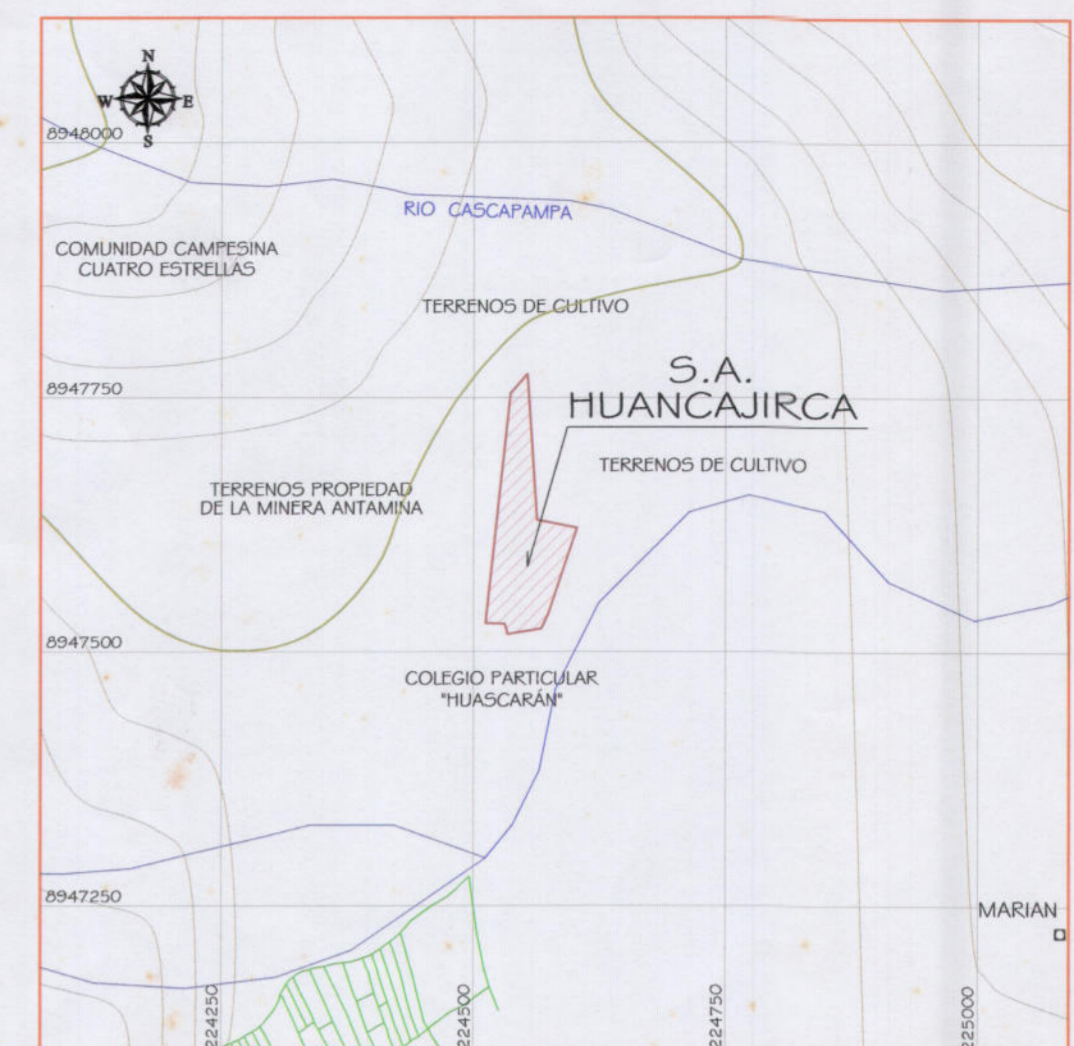 N
W E
S
8948000
RIO CASCAPAMPA
COMUNIDAD CAMPESINA
CUATRO ESTRELLAS
TERRENOS DE CULTIVO
8947750
S.A.
HUANCAJIRCA
TERRENOS DE CULTIVO
TERRENOS PROPIEDAD
DE LA MINERA ANTAMINA
8947500
COLEGIO PARTICULAR
"HUASCARÁN"
8947250
MARIAN
224250
224500
224750
225000